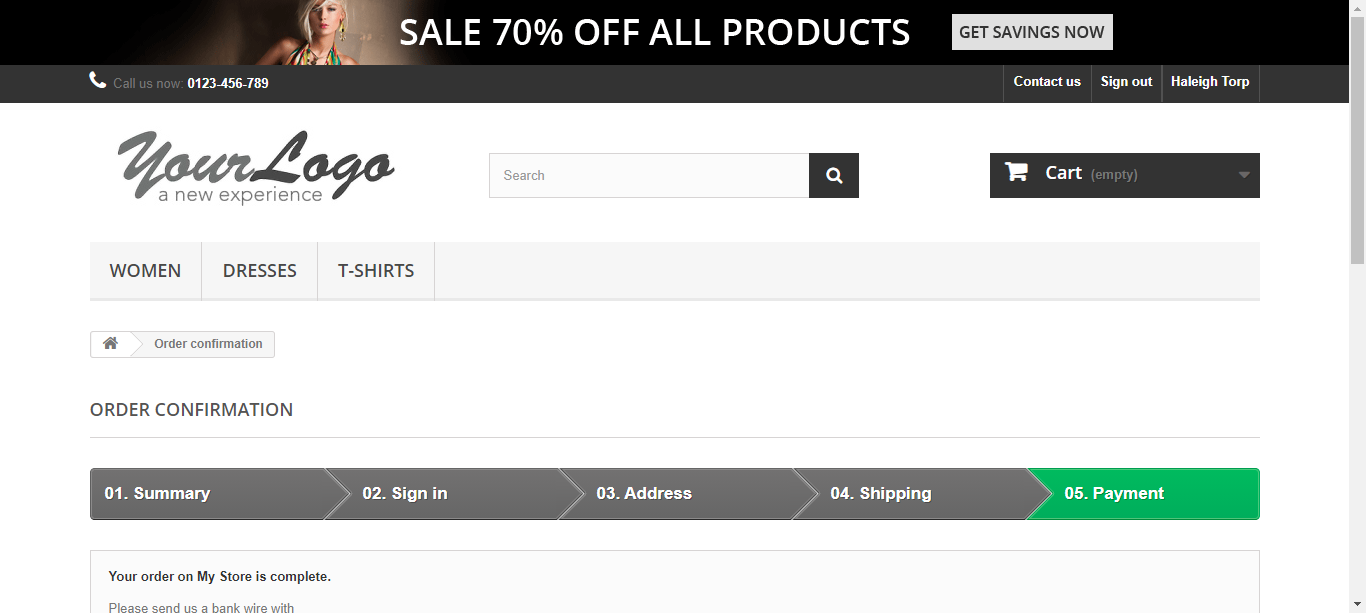 SALE 70% OFF ALL PRODUCTS GET SAVINGS NOW
Call us now: 0123-456-789 Contact us Sign out Haleigh Torp
Your Logo
a new experience
Search
Cart (empty)
WOMEN DRESSES T-SHIRTS
Order confirmation
ORDER CONFIRMATION
01. Summary 02. Sign in 03. Address 04. Shipping 05. Payment
Your order on My Store is complete.
Please send us a bank wire with